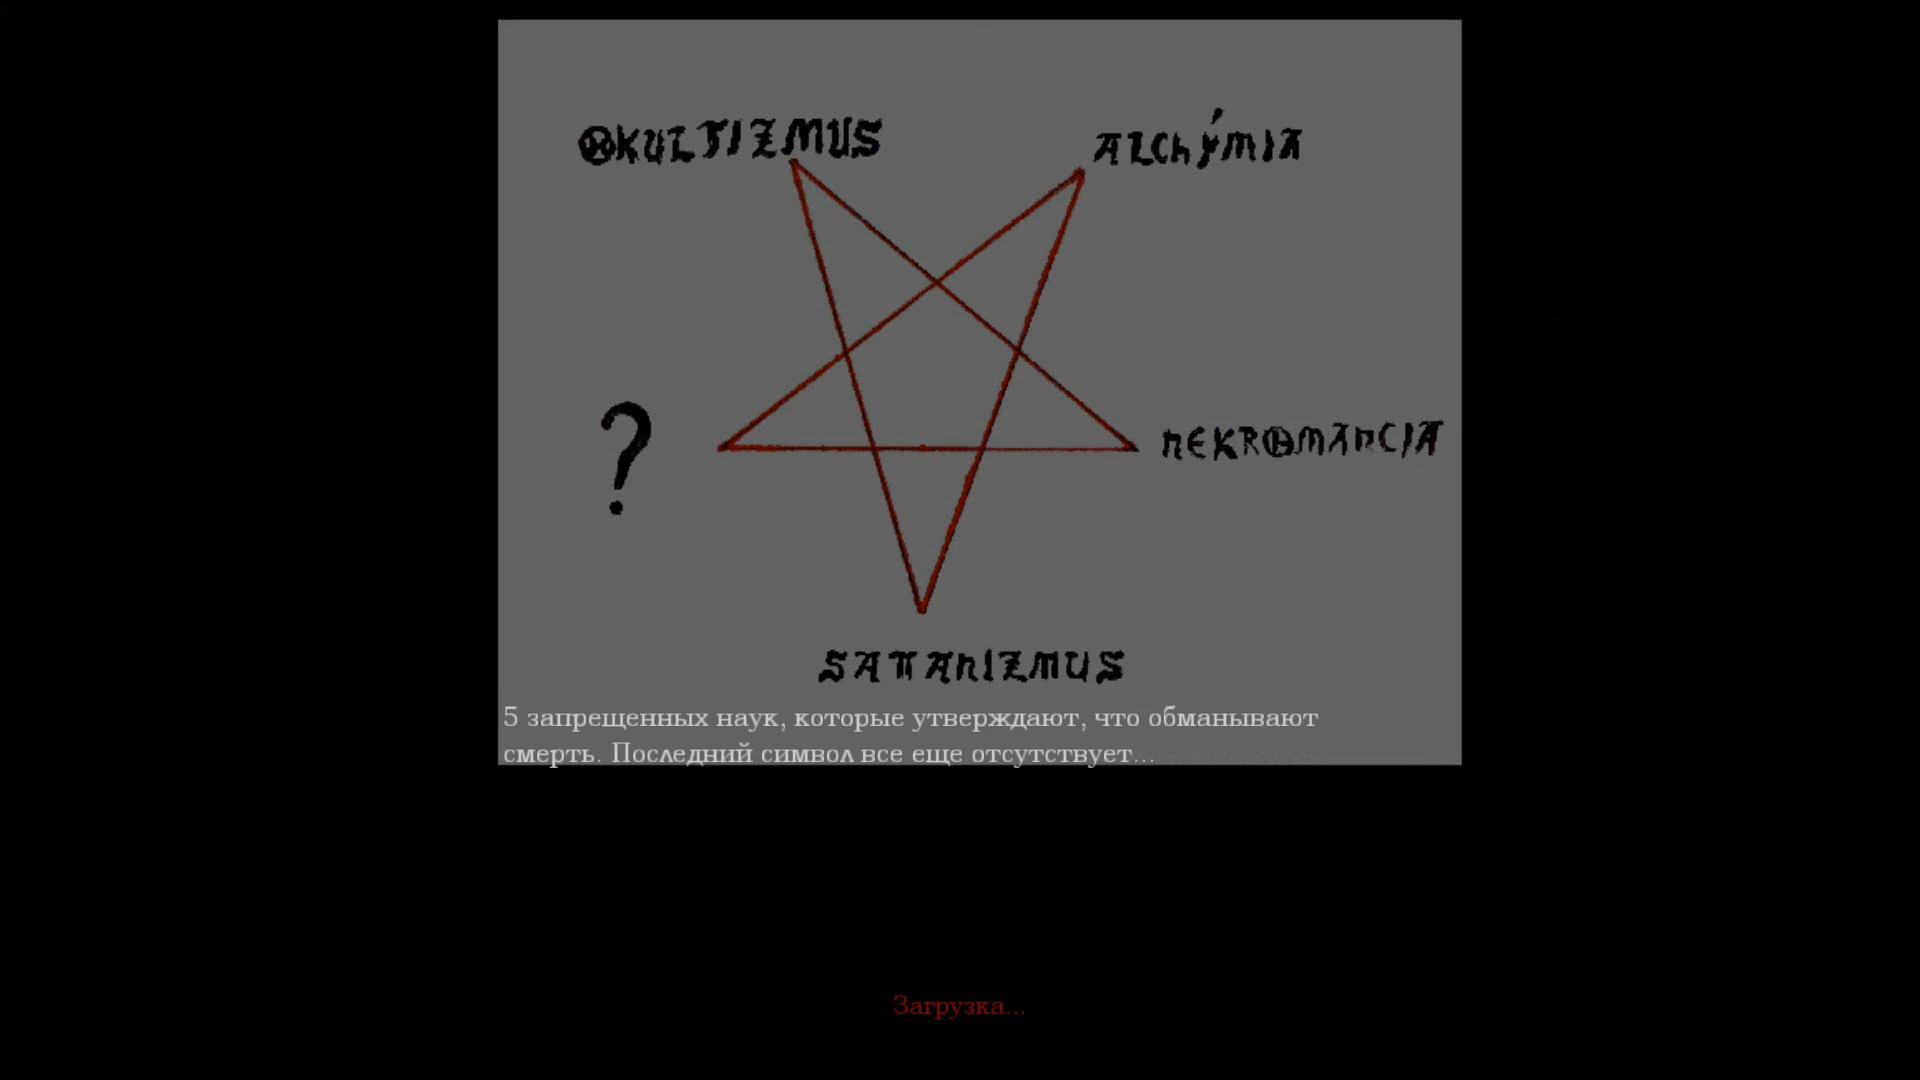 OKULTIZMUS
ALCHÝMIA
?
NEKROMANCIA
SATANIZMUS
5 запрещенных наук, которые утверждают, что обманывают
смерть. Последний символ все еще отсутствует...
Загрузка...